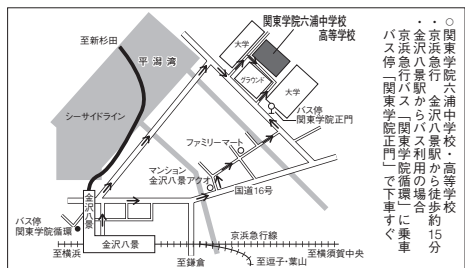 ○関東学院六浦中学校・高等学校
・京浜急行 金沢八景駅から徒歩約15分
・金沢八景駅からバス利用の場合
京浜急行バス「関東学院循環」に乗車
バス停「関東学院正門」で下車すぐ
関東学院六浦中学校
高等学校
至新杉田
平潟湾
大学
グラウンド
大学
シーサイドライン
バス停
関東学院正門
ファミリーマート
マンション
金沢八景アクオ
国道16号
金沢八景
バス停
関東学院循環
京浜急行線
至横浜
金沢八景
至横須賀中央
至鎌倉
至逗子・葉山